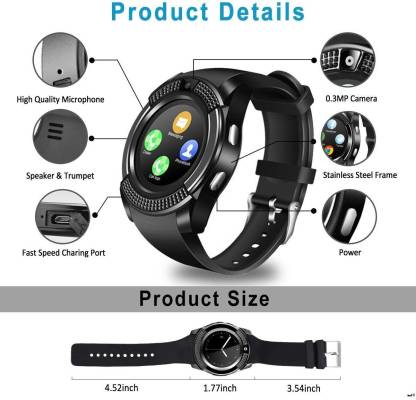 Product Details
High Quality Microphone
0.3MP Camera
Speaker & Trumpet
Stainless Steel Frame
Fast Speed Charing Port
Power
Product Size
4.52inch
1.77inch
3.54inch